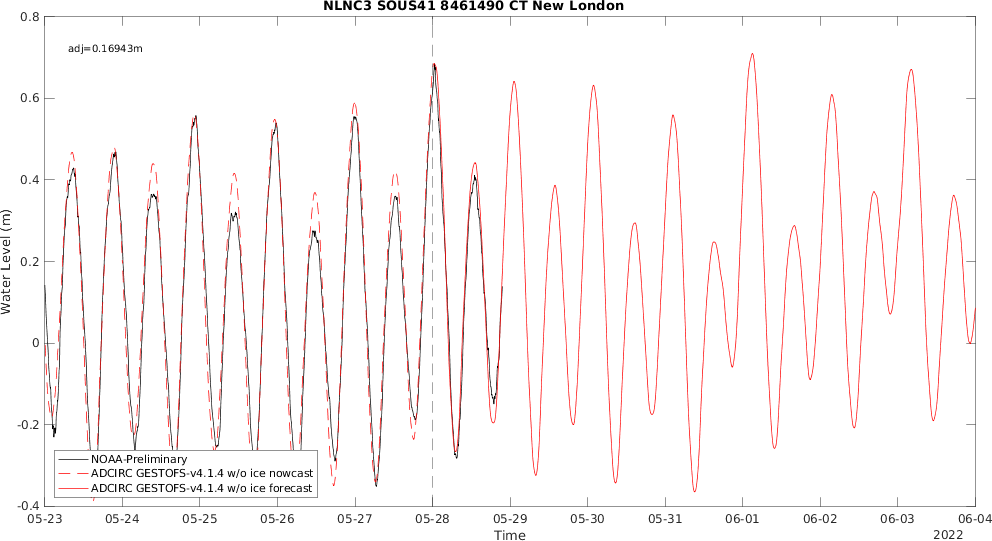 NLNC3 SOUS41 8461490 CT New London
adj=0.16943m
0.8
0.6
0.4
0.2
0
-0.2
-0.4
Water Level (m)
NOAA-Preliminary
ADCIRC GESTOFS-v4.1.4 w/o ice nowcast
ADCIRC GESTOFS-v4.1.4 w/o ice forecast
05-23 05-24 05-25 05-26 05-27 05-28 05-29 05-30 05-31 06-01 06-02 06-03 06-04
Time
2022